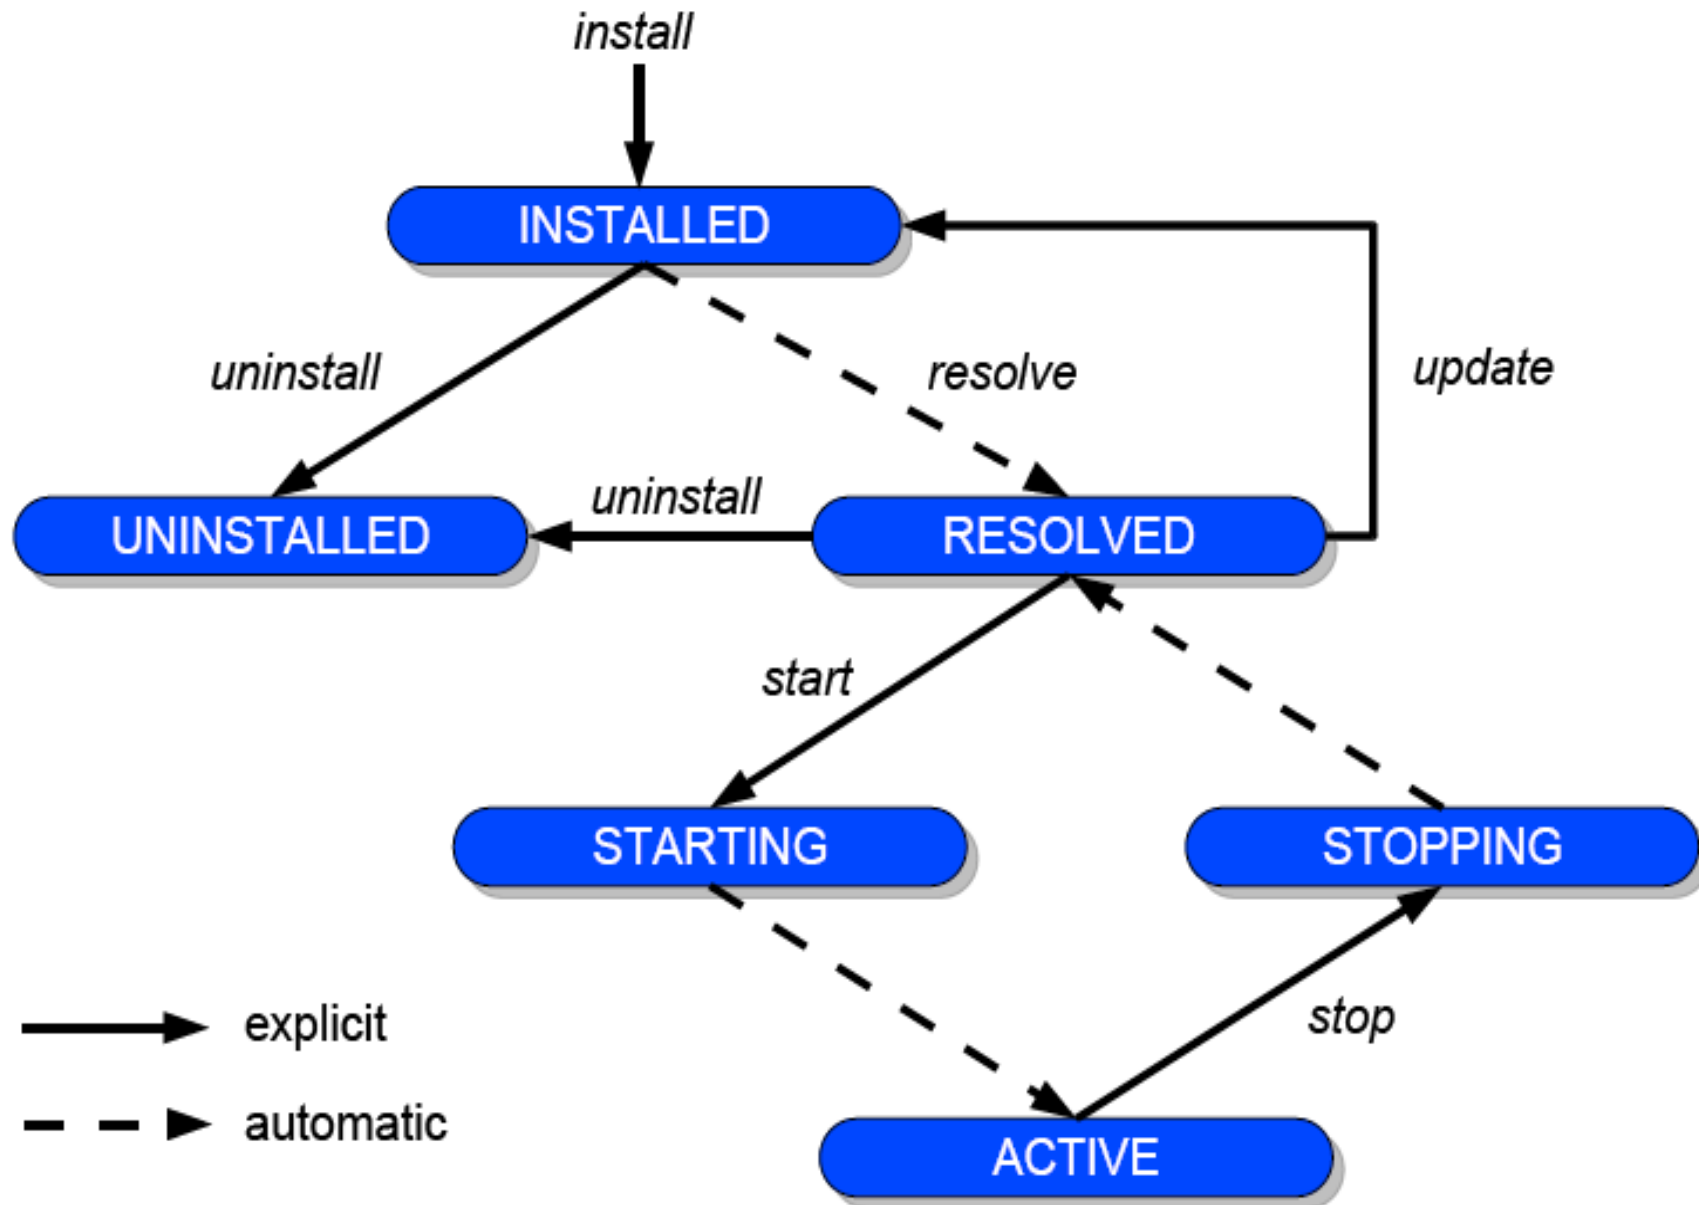 install
INSTALLED
uninstall
resolve
update
uninstall
UNINSTALLED
RESOLVED
start
STARTING
STOPPING
explicit
stop
automatic
ACTIVE